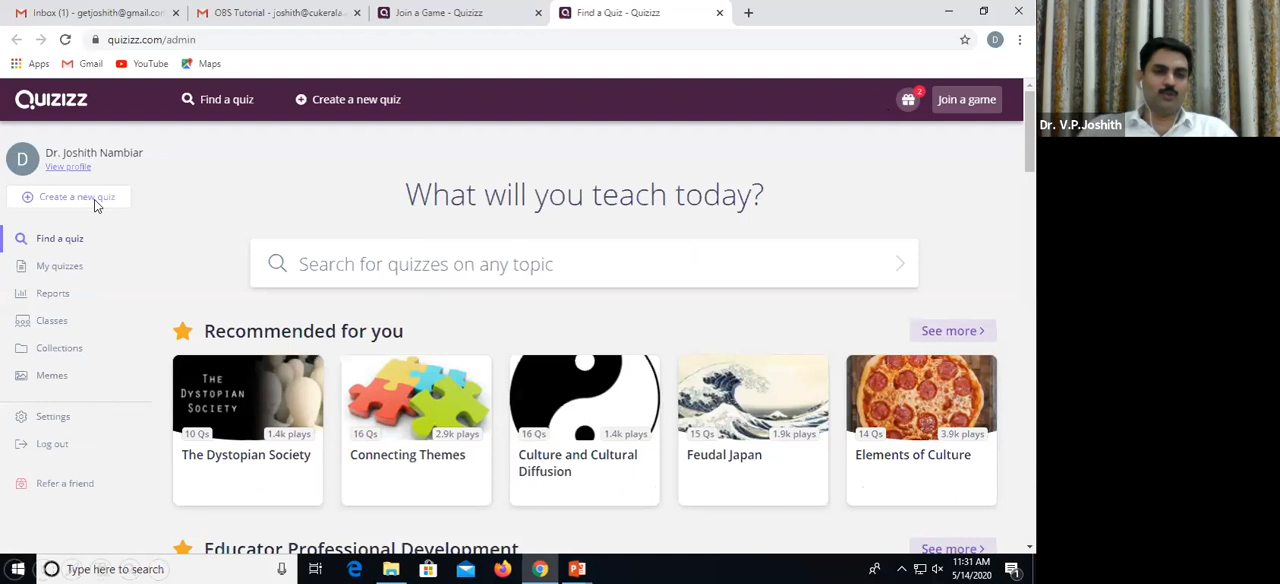 Inbox (1) - getjoshith@gmail.con
OBS Tutorial - joshith@cukerala.
Join a Game - Quizizz
Find a Quiz - Quizizz
quizizz.com/admin
D
Apps
Gmail
YouTube
Maps
QUIZIZZ
Find a quiz
Create a new quiz
2
Join a game
D
Dr. Joshith Nambiar
View profile
Create a new quiz
Find a quiz
My quizzes
Reports
Classes
Collections
Memes
Settings
Log out
Refer a friend
What will you teach today?
Search for quizzes on any topic
Recommended for you
See more
THE
DYSTOPIAN
SOCIETY
10 Qs
1.4k plays
The Dystopian Society
16 Qs
2.9k plays
Connecting Themes
16 Qs
1.4k plays
Culture and Cultural
Diffusion
15 Qs
1.9k plays
Feudal Japan
14 Qs
3.9k plays
Elements of Culture
Educator Professional Development
See more
Type here to search
11:31 AM
5/14/2020
1
Dr. V.P.Joshith